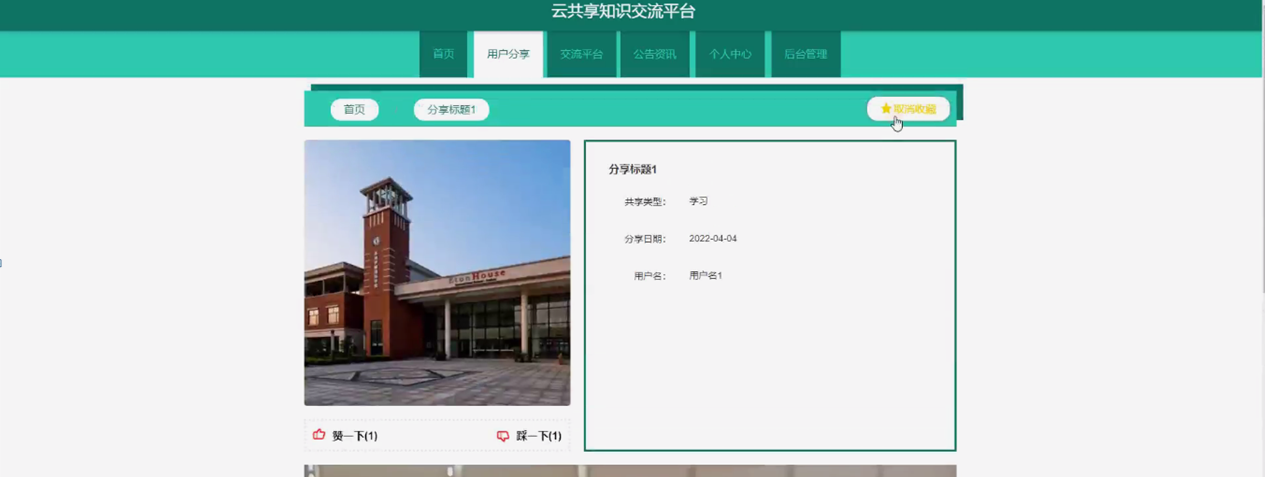 云共享知识交流平台
首页 用户分享 交流平台 公告资讯 个人中心 后台管理
首页 分享标题1 ★取消收藏
分享标题1
共享类型： 学习
分享日期： 2022-04-04
用户名： 用户名1
赞一下(1) 踩一下(1)